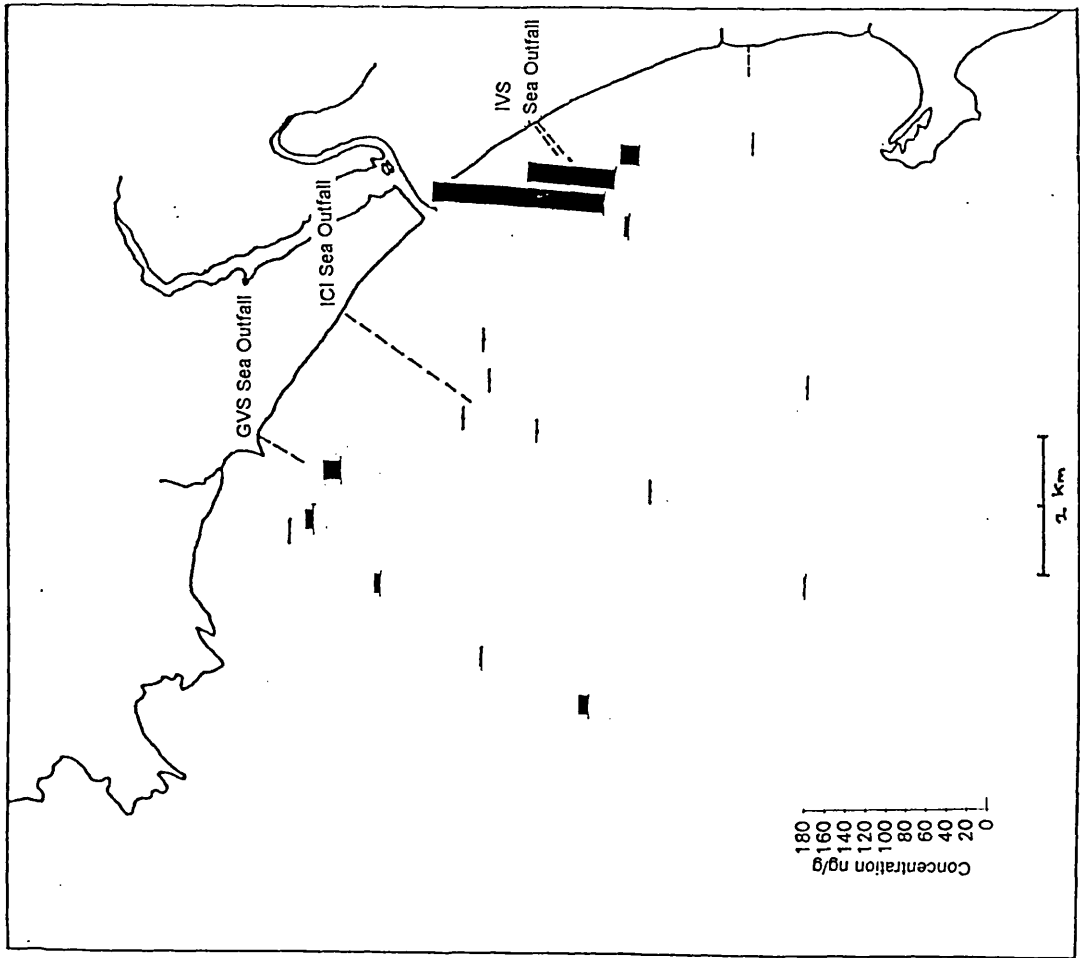 GVS Sea Outfall
ICI Sea Outfall
IVS
Sea Outfall
Concentration ng/g
180
160
140
120
100
80
60
40
20
0
2 km